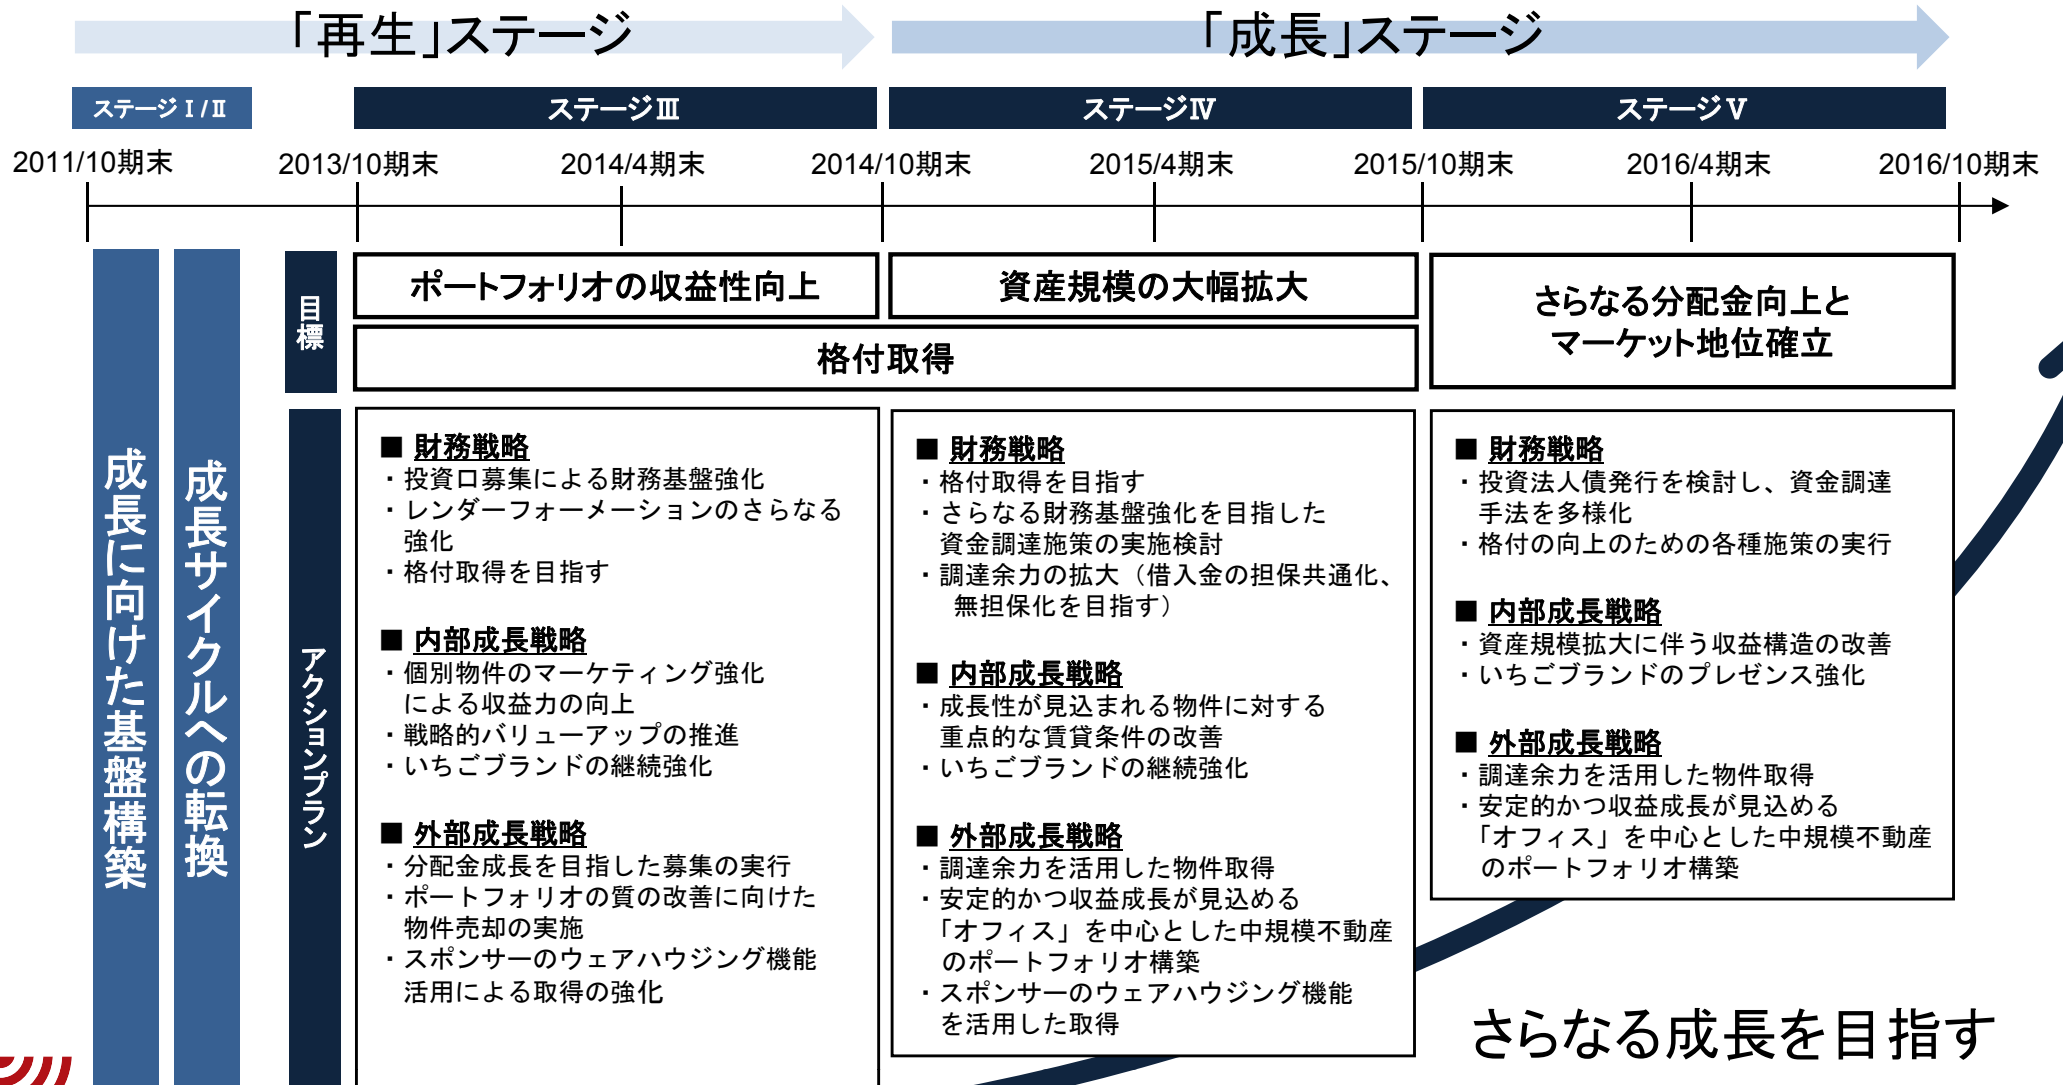 「再生」ステージ
「成長」ステージ
ステージⅠ/Ⅱ
ステージⅢ
ステージⅣ
ステージⅤ
2011/10期末
2013/10期末
2014/4期末
2014/10期末
2015/4期末
2015/10期末
2016/4期末
2016/10期末
成長に向けた基盤構築
成長サイクルへの転換
目標
ポートフォリオの収益性向上
資産規模の大幅拡大
格付取得
さらなる分配金向上と
マーケット地位確立
アクションプラン
■ 財務戦略
・投資口募集による財務基盤強化
・レンダーフォーメーションのさらなる
強化
・格付取得を目指す
■ 内部成長戦略
・個別物件のマーケティング強化
による収益力の向上
・戦略的バリューアップの推進
・いちごブランドの継続強化
■ 外部成長戦略
・分配金成長を目指した募集の実行
・ポートフォリオの質の改善に向けた
物件売却の実施
・スポンサーのウェアハウジング機能
活用による取得の強化
■ 財務戦略
・格付取得を目指す
・さらなる財務基盤強化を目指した
資金調達施策の実施検討
・調達余力の拡大（借入金の担保共通化、
無担保化を目指す）
■ 内部成長戦略
・成長性が見込まれる物件に対する
重点的な賃貸条件の改善
・いちごブランドの継続強化
■ 外部成長戦略
・調達余力を活用した物件取得
・安定的かつ収益成長が見込める
「オフィス」を中心とした中規模不動産
のポートフォリオ構築
・スポンサーのウェアハウジング機能
を活用した取得
■ 財務戦略
・投資法人債発行を検討し、資金調達
手法を多様化
・格付の向上のための各種施策の実行
■ 内部成長戦略
・資産規模拡大に伴う収益構造の改善
・いちごブランドのプレゼンス強化
■ 外部成長戦略
・調達余力を活用した物件取得
・安定的かつ収益成長が見込める
「オフィス」を中心とした中規模不動産
のポートフォリオ構築
さらなる成長を目指す